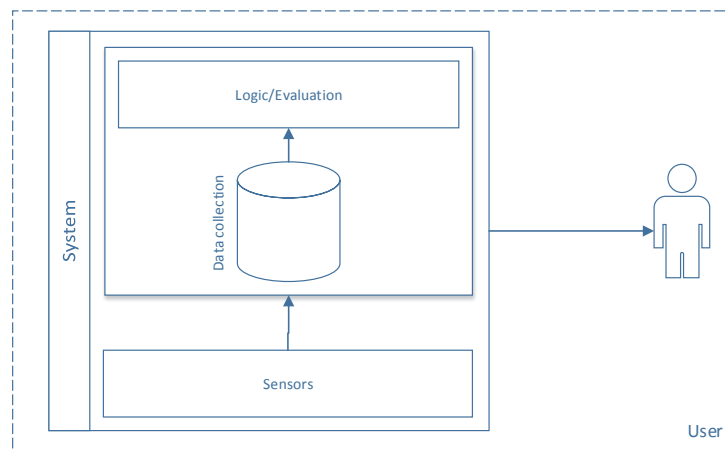 Logic/Evaluation
Data collection
System
Sensors
User